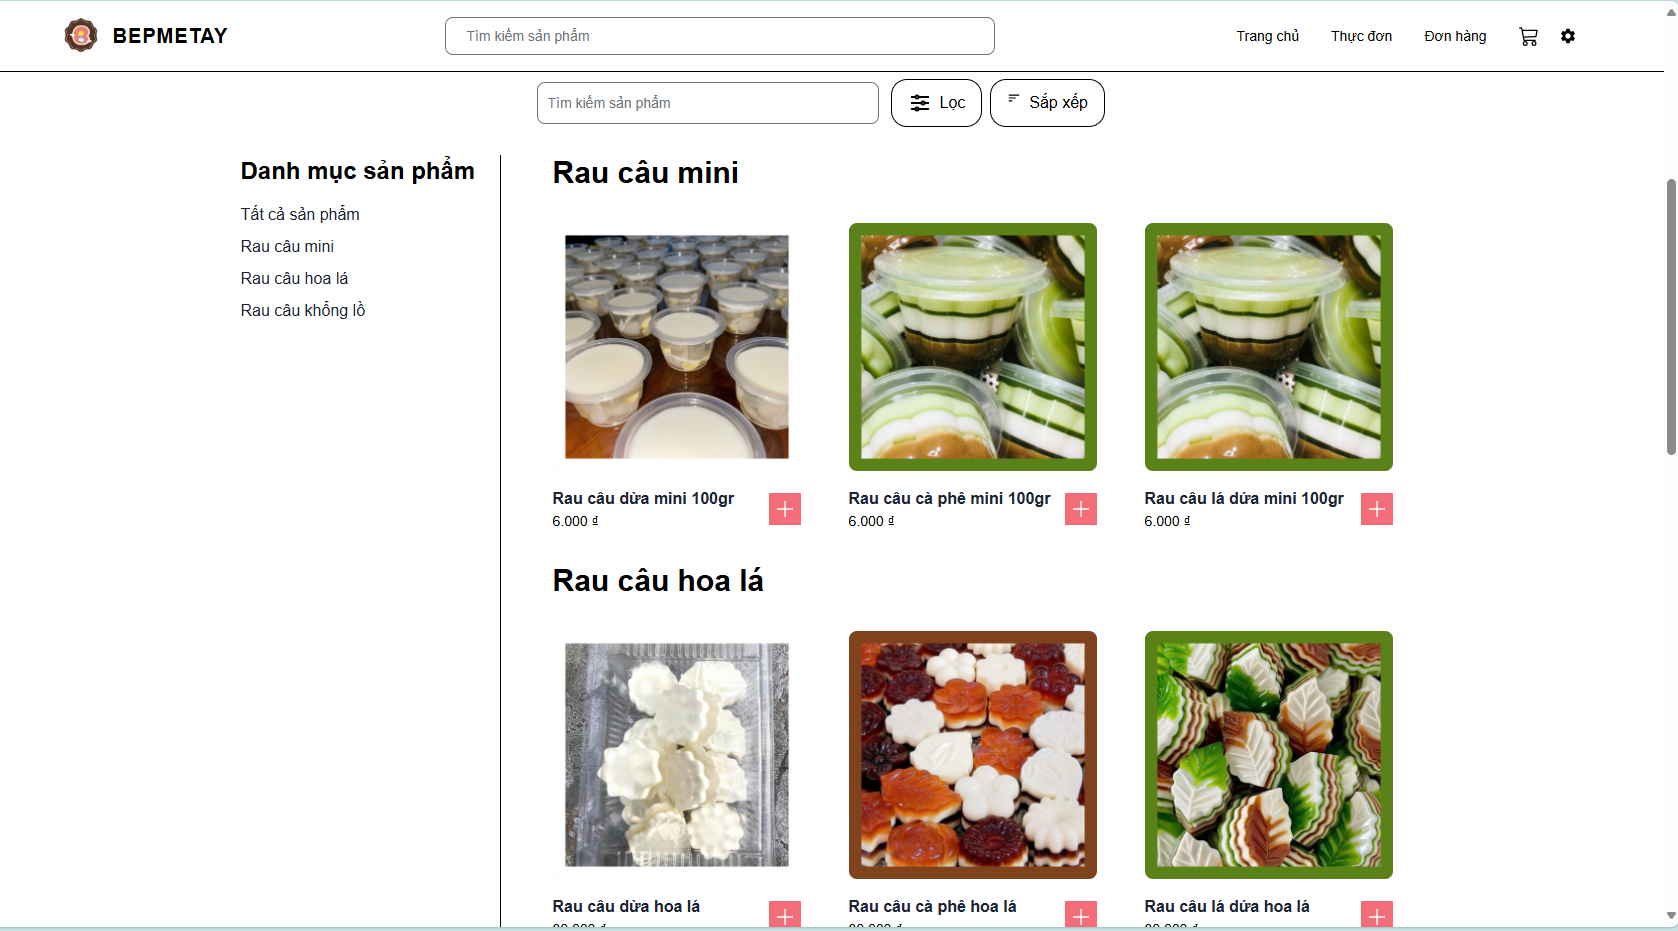 BEPMETAY
Tìm kiếm sản phẩm
Trang chủ
Thực đơn
Đơn hàng
Tìm kiếm sản phẩm
Lọc
Sắp xếp
Danh mục sản phẩm
Tất cả sản phẩm
Rau câu mini
Rau câu hoa lá
Rau câu khổng lồ
Rau câu mini
Rau câu dừa mini 100gr
6.000 ₫
Rau câu cà phê mini 100gr
6.000 ₫
Rau câu lá dứa mini 100gr
6.000 ₫
Rau câu hoa lá
Rau câu dừa hoa lá
Rau câu cà phê hoa lá
Rau câu lá dứa hoa lá